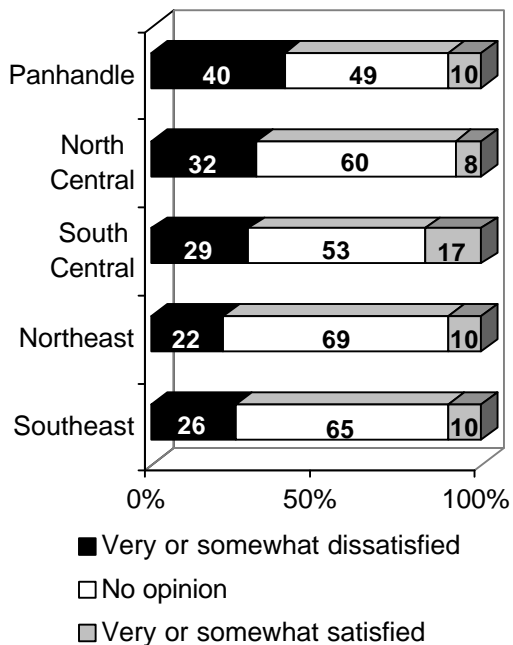 Panhandle
40 49 10
North
Central
32 60 8
South
Central
29 53 17
Northeast
22 69 10
Southeast
26 65 10
0% 50% 100%
Very or somewhat dissatisfied
No opinion
Very or somewhat satisfied